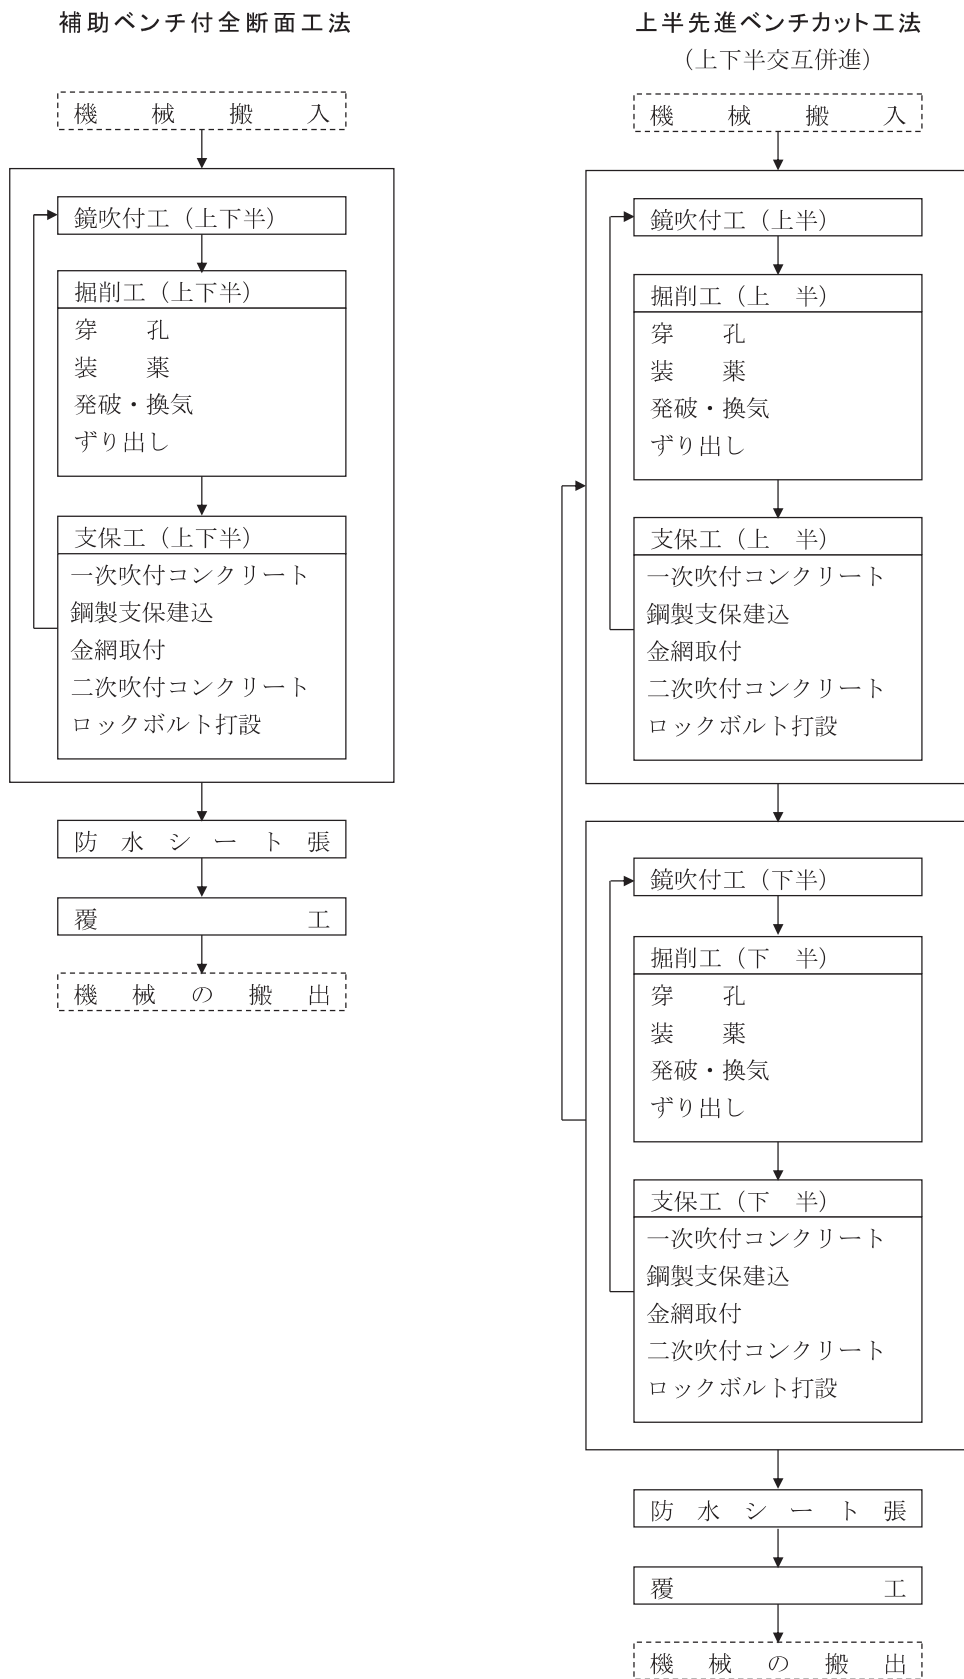 補助ベンチ付全断面工法
機械搬入
鏡吹付工（上下半）
掘削工（上下半）
穿孔
装薬
発破・換気
ずり出し
支保工（上下半）
一次吹付コンクリート
鋼製支保建込
金網取付
二次吹付コンクリート
ロックボルト打設
防水シート張
覆工
機械の搬出
上半先進ベンチカット工法
（上下半交互併進）
機械搬入
鏡吹付工（上半）
掘削工（上　半）
穿孔
装薬
発破・換気
ずり出し
支保工（上　半）
一次吹付コンクリート
鋼製支保建込
金網取付
二次吹付コンクリート
ロックボルト打設
鏡吹付工（下半）
掘削工（下　半）
穿孔
装薬
発破・換気
ずり出し
支保工（下　半）
一次吹付コンクリート
鋼製支保建込
金網取付
二次吹付コンクリート
ロックボルト打設
防水シート張
覆工
機械の搬出